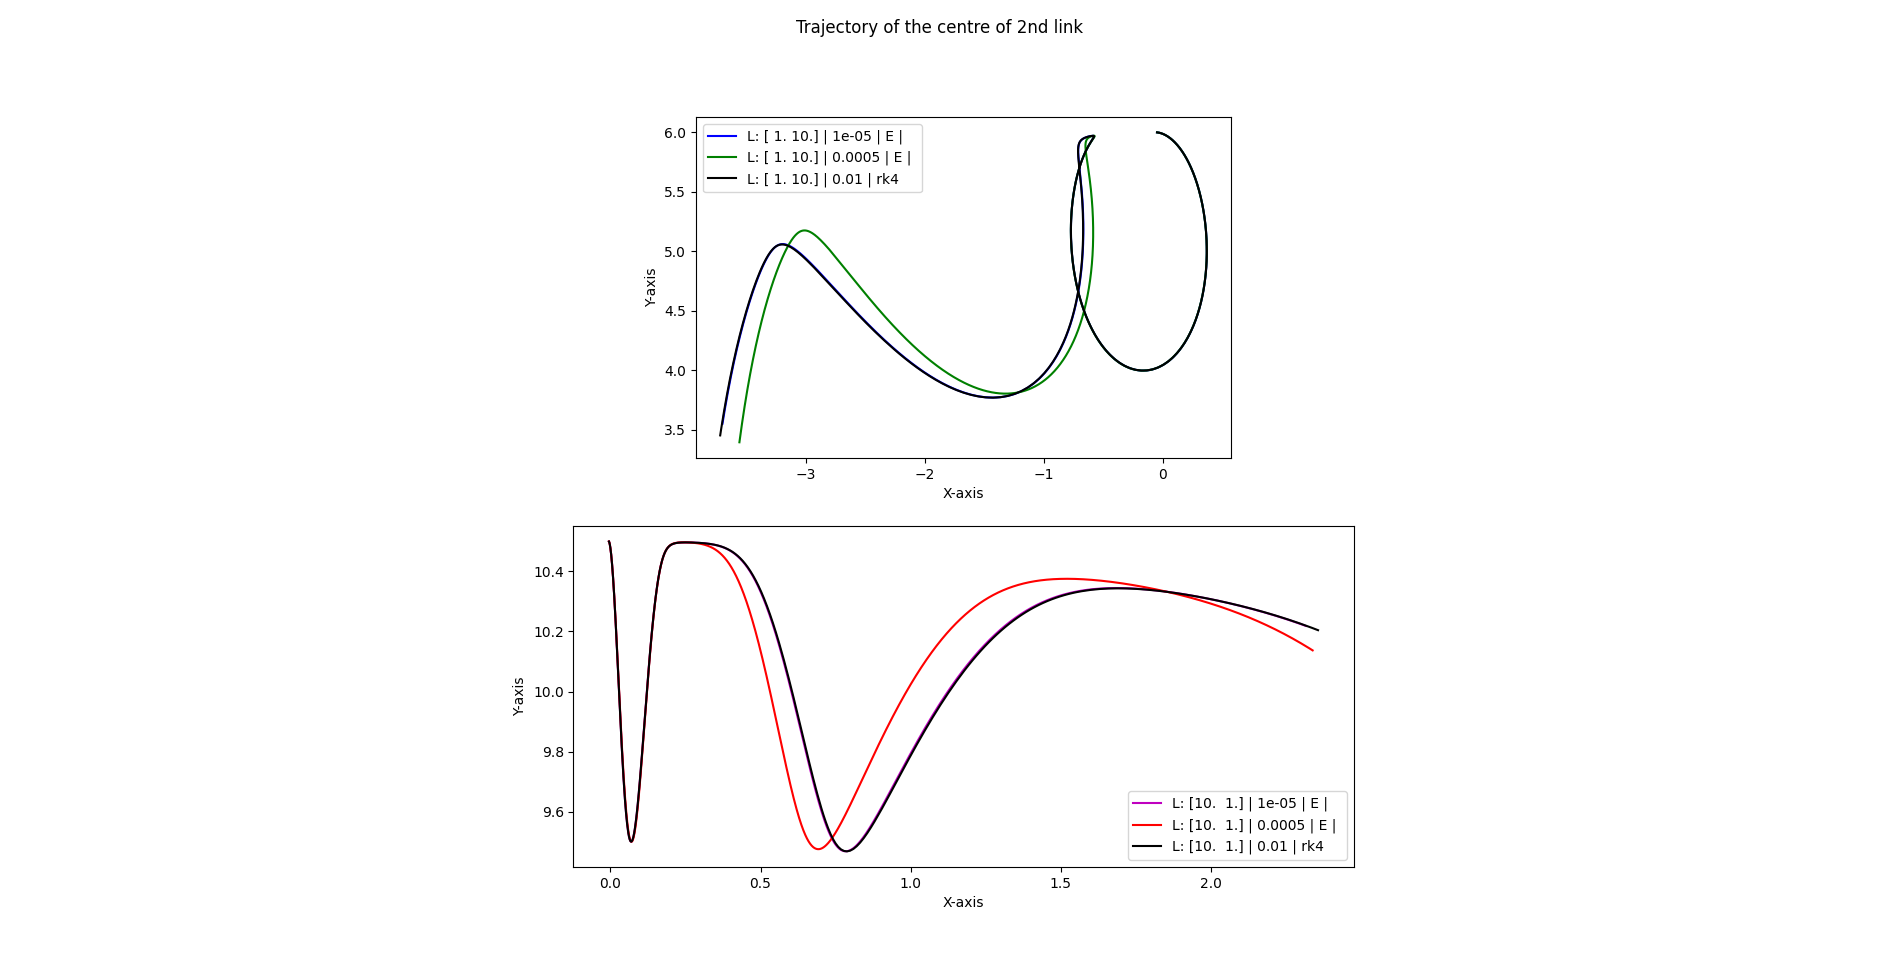 Trajectory of the centre of 2nd link
L: [ 1. 10.] | 1e-05 | E |
L: [ 1. 10.] | 0.0005 | E |
L: [ 1. 10.] | 0.01 | rk4
6.0
5.5
5.0
4.5
4.0
3.5
Y-axis
−3 −2 −1 0
X-axis
10.4
10.2
10.0
9.8
9.6
Y-axis
L: [10.  1.] | 1e-05 | E |
L: [10.  1.] | 0.0005 | E |
L: [10.  1.] | 0.01 | rk4
0.0 0.5 1.0 1.5 2.0
X-axis